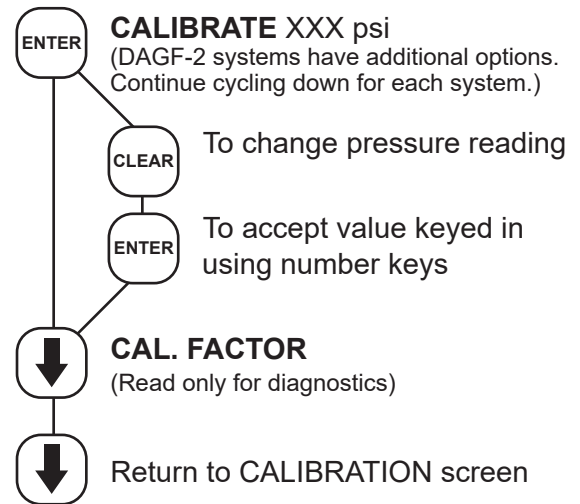 ENTER
CALIBRATE XXX psi
(DAGF-2 systems have additional options.
Continue cycling down for each system.)
CLEAR
To change pressure reading
ENTER
To accept value keyed in
using number keys
CAL. FACTOR
(Read only for diagnostics)
Return to CALIBRATION screen